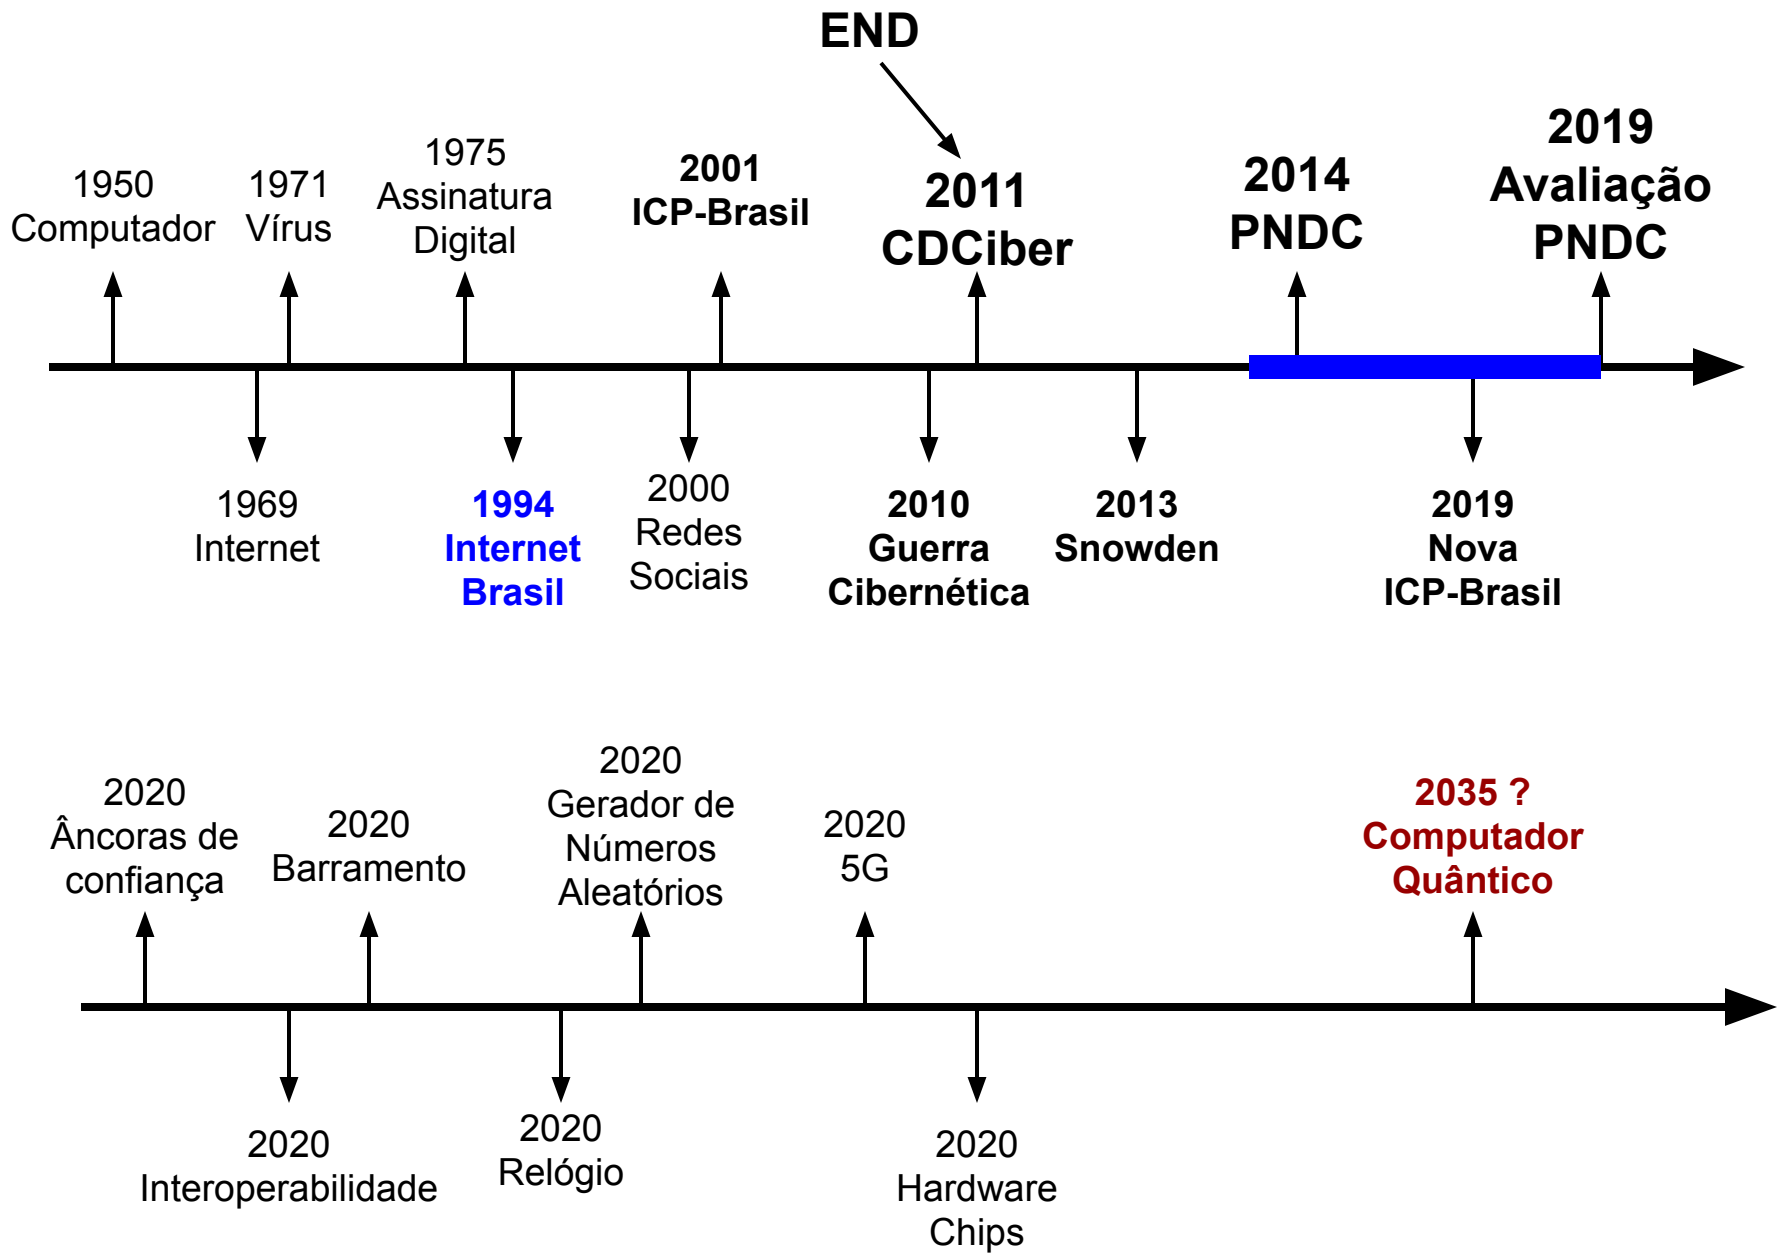 END
1950
Computador
1971
Vírus
1975
Assinatura
Digital
2001
ICP-Brasil
2011
CDCiber
2014
PNDC
2019
Avaliação
PNDC
1969
Internet
1994
Internet
Brasil
2000
Redes
Sociais
2010
Guerra
Cibernética
2013
Snowden
2019
Nova
ICP-Brasil
2020
Âncoras de
confiança
2020
Barramento
2020
Gerador de
Números
Aleatórios
2020
5G
2035 ?
Computador
Quântico
2020
Interoperabilidade
2020
Relógio
2020
Hardware
Chips